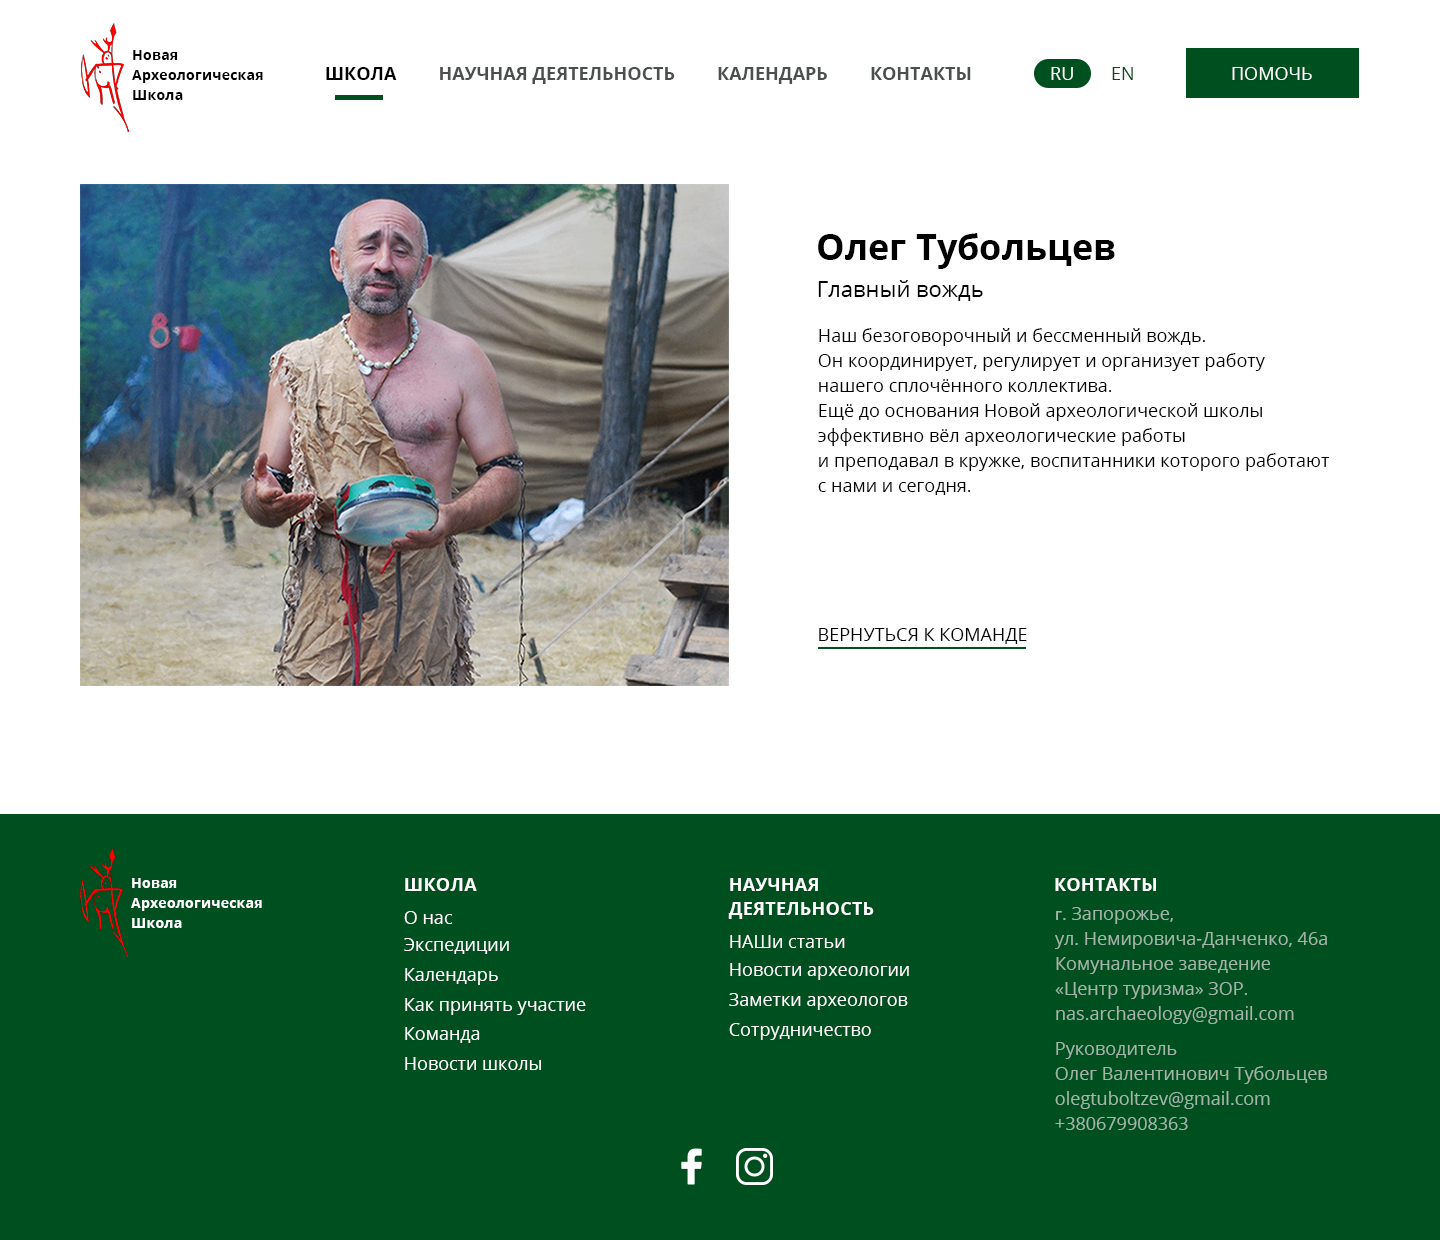 Новая
Археологическая
Школа
ШКОЛА НАУЧНАЯ ДЕЯТЕЛЬНОСТЬ КАЛЕНДАРЬ КОНТАКТЫ RU EN ПОМОЧЬ
Олег Тубольцев
Главный вождь
Наш безоговорочный и бессменный вождь.
Он координирует, регулирует и организует работу
нашего сплочённого коллектива.
Ещё до основания Новой археологической школы
эффективно вёл археологические работы
и преподавал в кружке, воспитанники которого работают
с нами и сегодня.
ВЕРНУТЬСЯ К КОМАНДЕ
Новая
Археологическая
Школа
ШКОЛА
О нас
Экспедиции
Календарь
Как принять участие
Команда
Новости школы
НАУЧНАЯ
ДЕЯТЕЛЬНОСТЬ
НАШи статьи
Новости археологии
Заметки археологов
Сотрудничество
КОНТАКТЫ
г. Запорожье,
ул. Немировича-Данченко, 46а
Комунальное заведение
«Центр туризма» ЗОР.
nas.archaeology@gmail.com
Руководитель
Олег Валентинович Тубольцев
olegtuboltzev@gmail.com
+380679908363